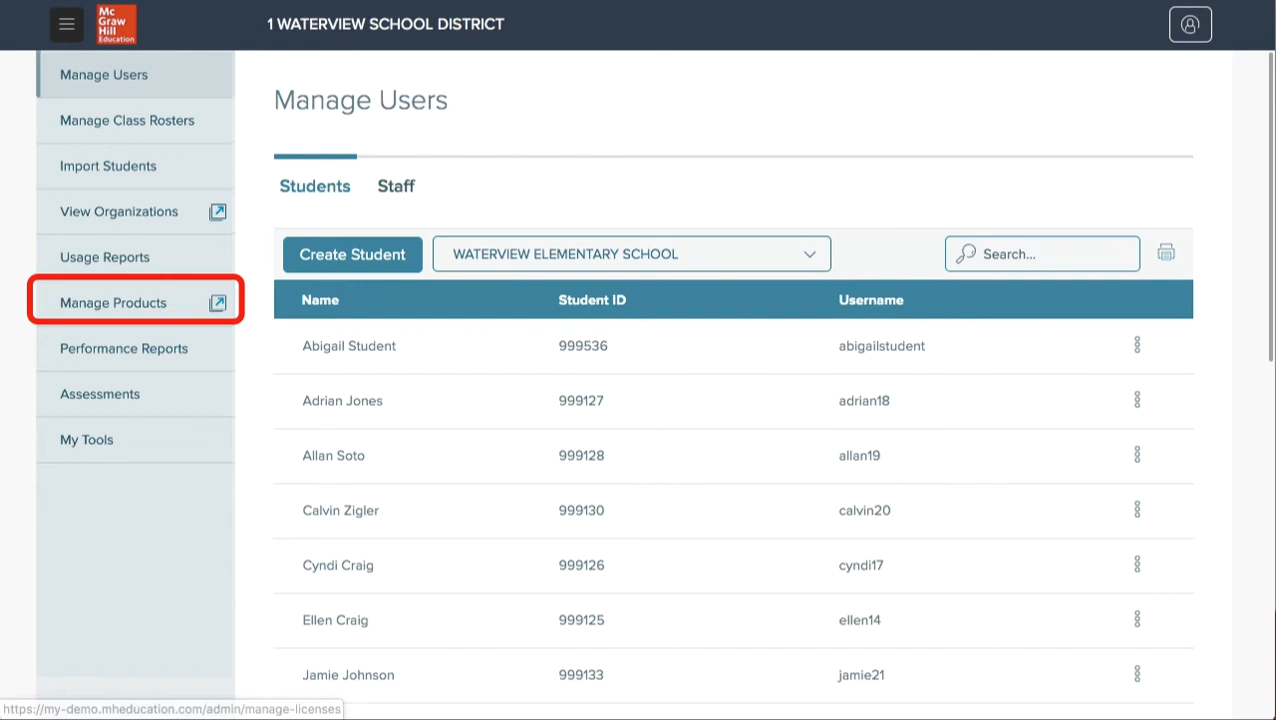 Mc
Graw
Hill
Education
1 WATERVIEW SCHOOL DISTRICT
Manage Users
Manage Class Rosters
Import Students
View Organizations
Usage Reports
Manage Products
Performance Reports
Assessments
My Tools
Manage Users
Students Staff
Create Student WATERVIEW ELEMENTARY SCHOOL Search...
Name Student ID Username
Abigail Student 999536 abigailstudent
Adrian Jones 999127 adrian18
Allan Soto 999128 allan19
Calvin Zigler 999130 calvin20
Cyndi Craig 999126 cyndi17
Ellen Craig 999125 ellen14
Jamie Johnson 999133 jamie21
https://my-demo.mheducation.com/admin/manage-licenses